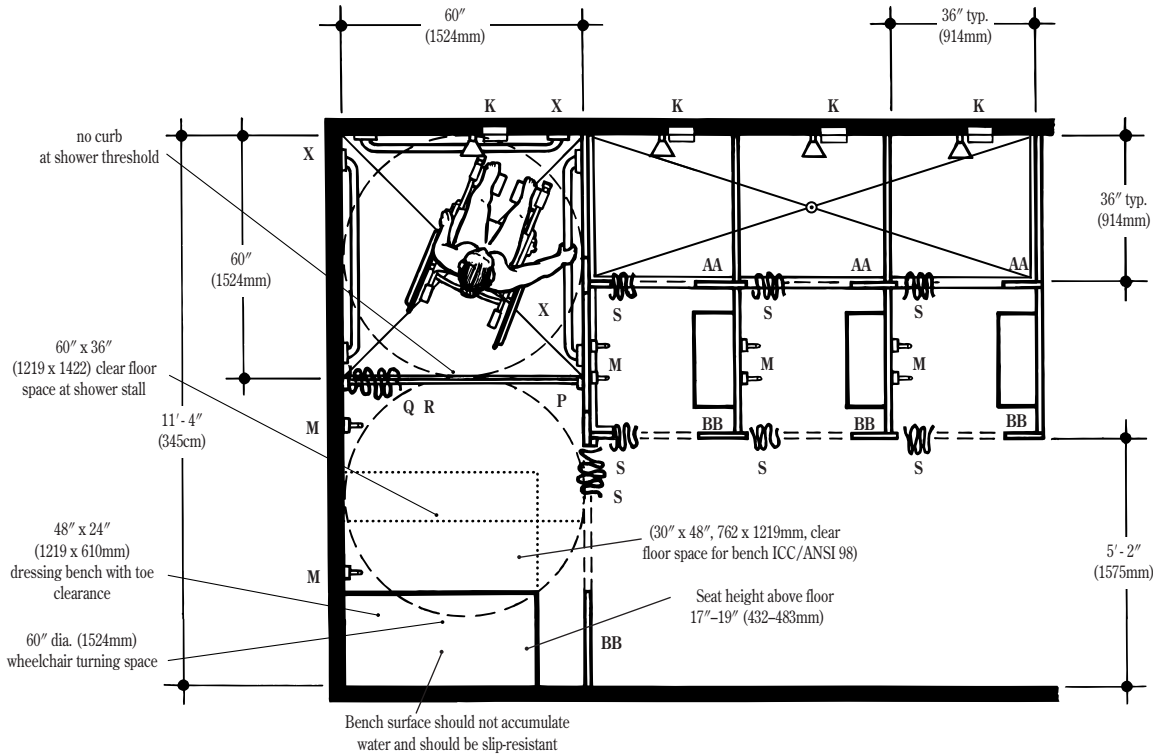 60″
(1524mm)
36″ typ.
(914mm)
K X K K K
no curb
at shower threshold
X
36″ typ.
(914mm)
60″
(1524mm)
AA AA AA
X
S S S
60″ x 36″
(1219 x 1422) clear floor
space at shower stall
M M M
11′- 4″
(345cm)
Q R P
M
BB BB BB
S S S
S
48″ x 24″
(1219 x 610mm)
dressing bench with toe
clearance
(30″ x 48″, 762 x 1219mm, clear
floor space for bench ICC/ANSI 98)
5′- 2″
(1575mm)
M
Seat height above floor
17″–19″ (432–483mm)
60″ dia. (1524mm)
wheelchair turning space
BB
Bench surface should not accumulate
water and should be slip-resistant